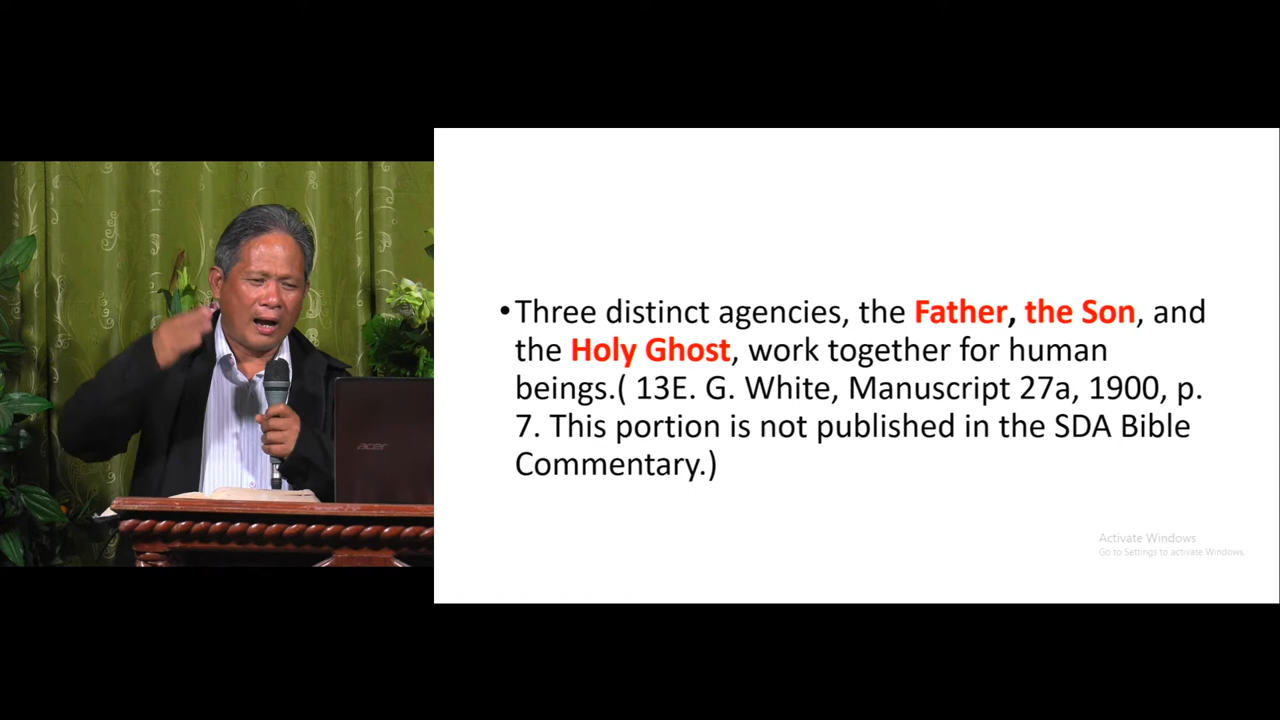 •Three distinct agencies, the Father, the Son, and
the Holy Ghost, work together for human
beings.( 13E. G. White, Manuscript 27a, 1900, p.
7. This portion is not published in the SDA Bible
Commentary.)
acer
Activate Windows
Go to Settings to activate Windows.